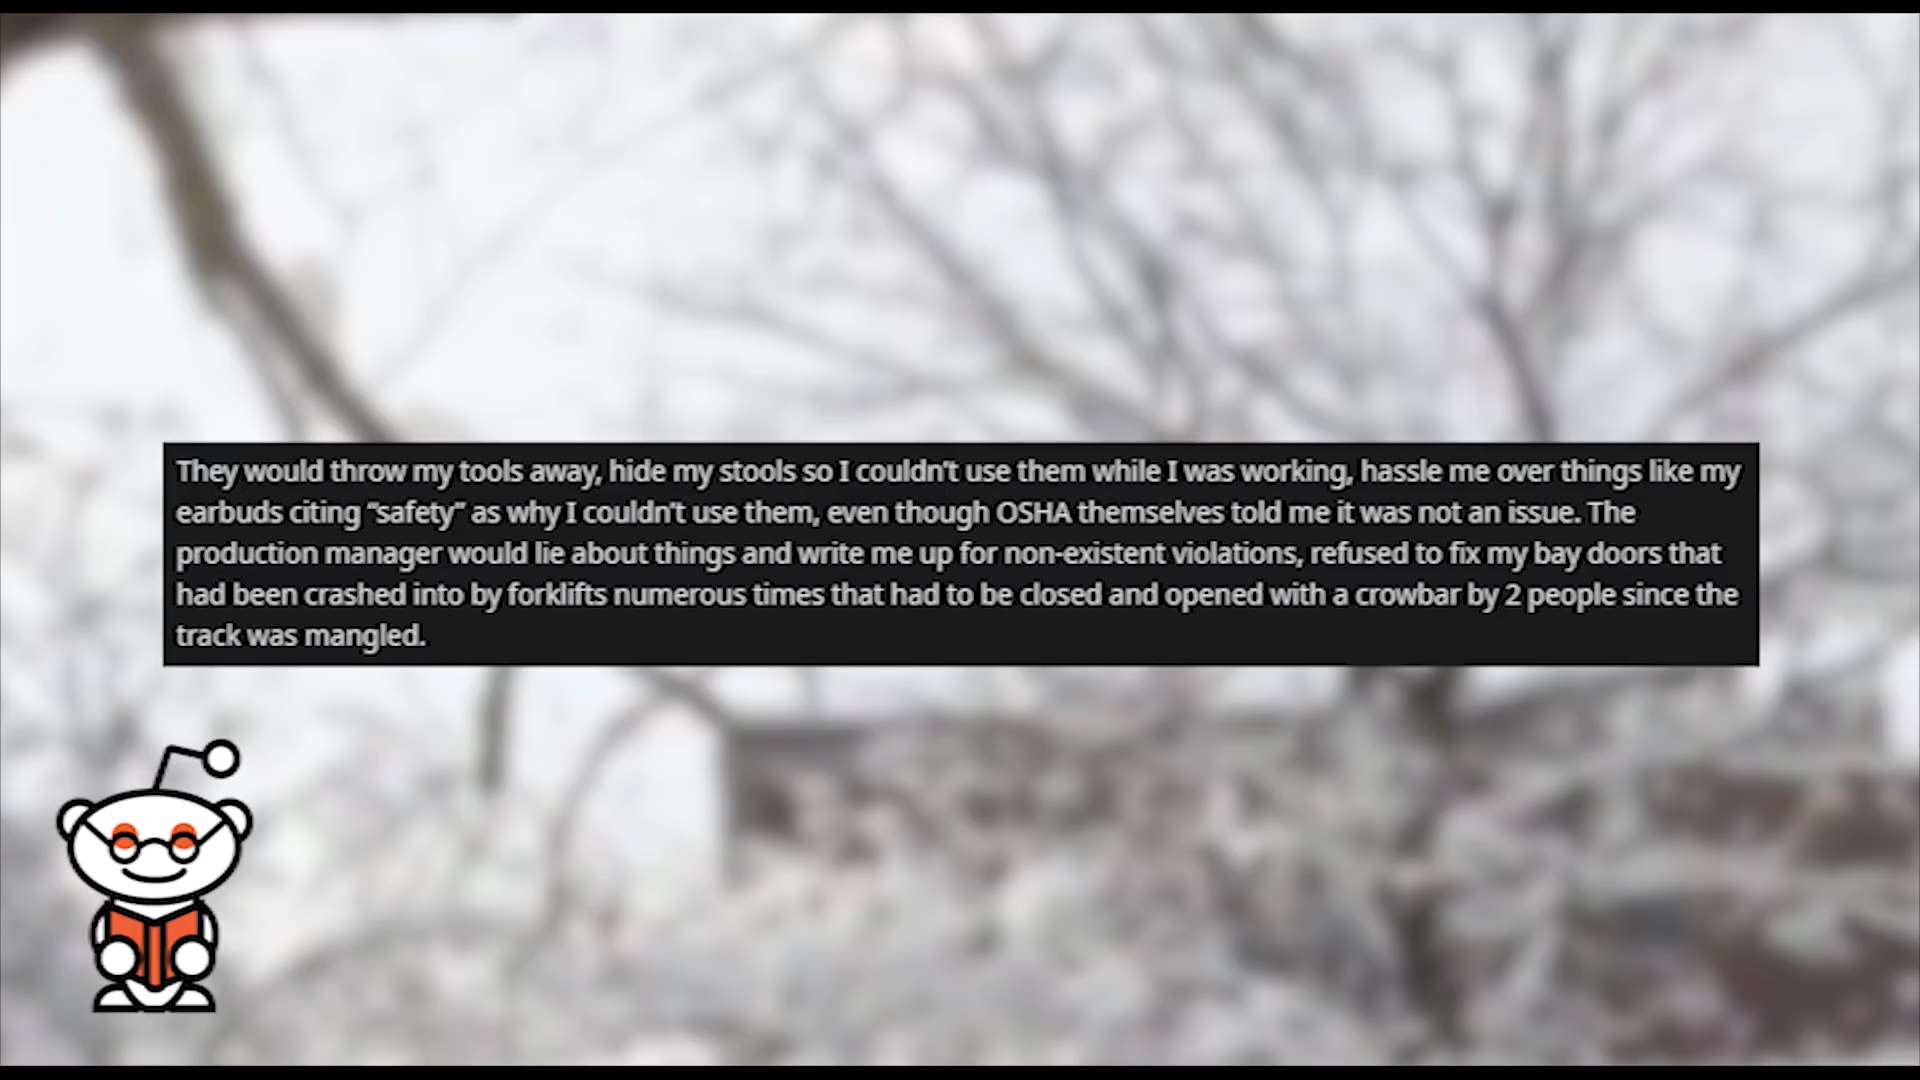 They would throw my tools away, hide my stools so I couldn't use them while I was working, hassle me over things like my
earbuds citing "safety" as why I couldn't use them, even though OSHA themselves told me it was not an issue. The
production manager would lie about things and write me up for non-existent violations, refused to fix my bay doors that
had been crashed into by forklifts numerous times that had to be closed and opened with a crowbar by 2 people since the
track was mangled.